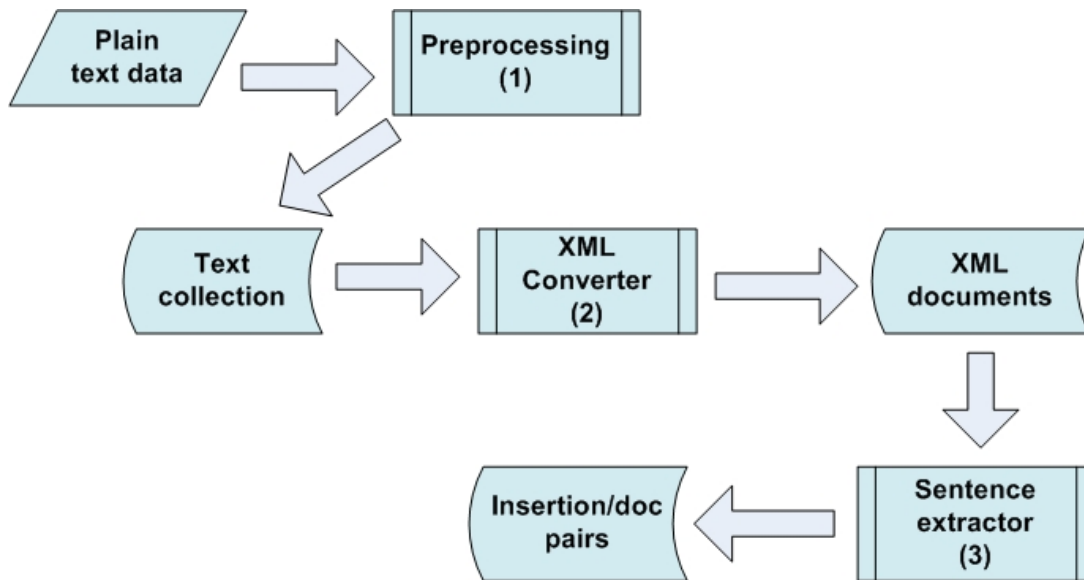 Plain
text data
Preprocessing
(1)
Text
collection
XML
Converter
(2)
XML
documents
Insertion/doc
pairs
Sentence
extractor
(3)